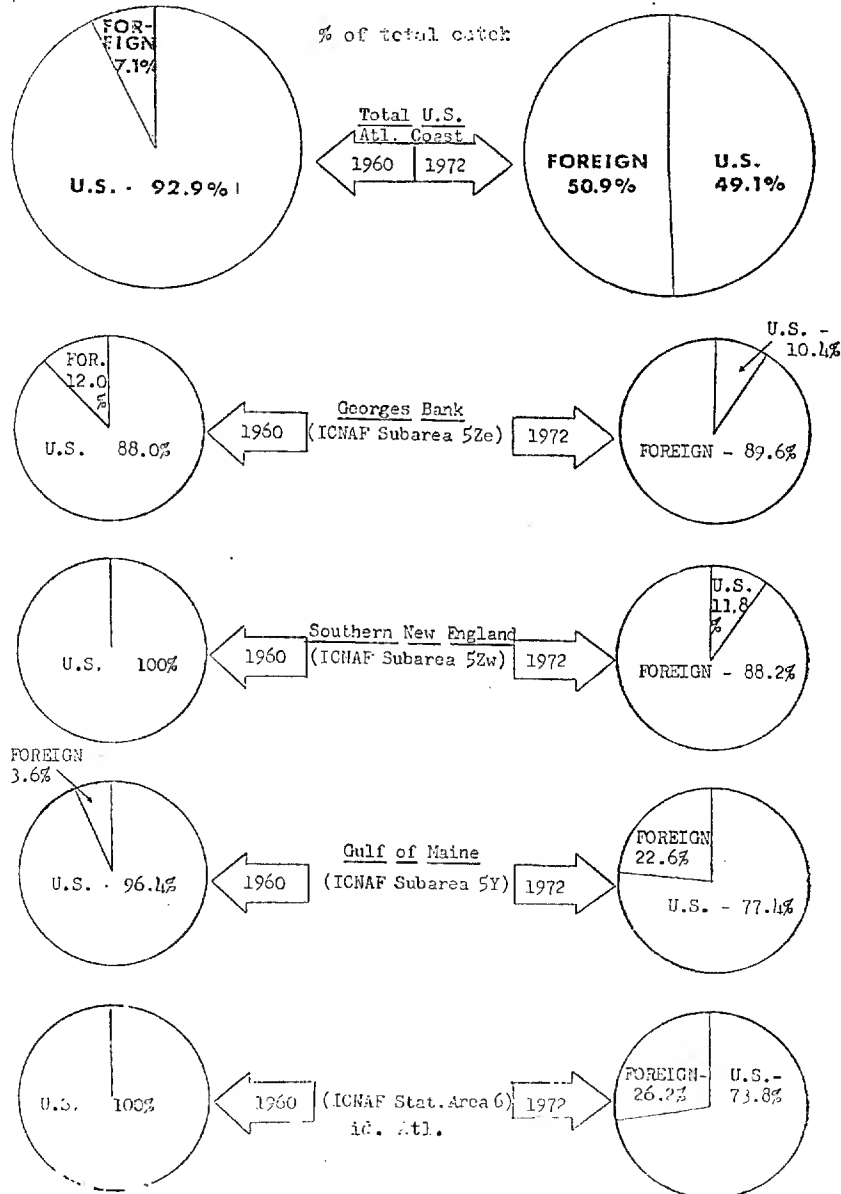 % of total catch
FOR-
EIGN
7.1%
U.S. - 92.9%
Total U.S.
Atl. Coast
1960 1972
FOREIGN
50.9%
U.S.
49.1%
FOR.
12.0
%
U.S. 88.0%
Georges Bank
1960 (ICNAF Subarea 5Ze) 1972
U.S. -
10.4%
FOREIGN - 89.6%
U.S. 100%
Southern New England
1960 (ICNAF Subarea 5Zw) 1972
U.S.
11.8
%
FOREIGN - 88.2%
FOREIGN
3.6%
U.S. - 96.4%
Gulf of Maine
1960 (ICNAF Subarea 5Y) 1972
FOREIGN
22.6%
U.S. - 77.4%
U.S. 100%
1960 (ICNAF Stat. Area 6) 1972
id. Atl.
FOREIGN-
26.2%
U.S.-
73.8%